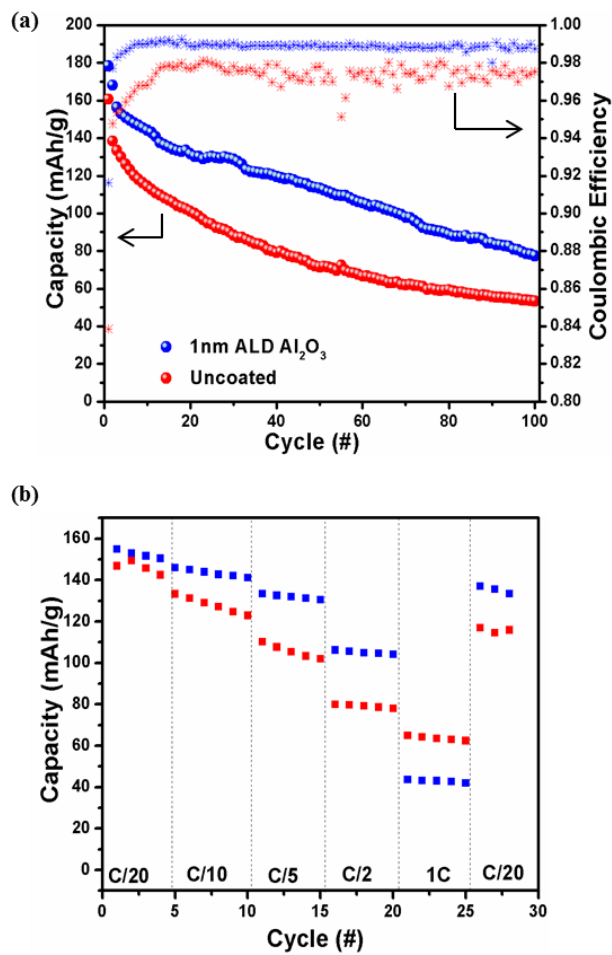 (a)
200
180
160
140
120
100
80
60
40
20
0
Capacity (mAh/g)
1.00
0.98
0.96
0.94
0.92
0.90
0.88
0.86
0.84
0.82
0.80
Coulombic Efficiency
1nm ALD Al₂O₃
Uncoated
0 20 40 60 80 100
Cycle (#)
(b)
160
140
120
100
80
60
40
20
0
Capacity (mAh/g)
C/20 C/10 C/5 C/2 1C C/20
0 5 10 15 20 25 30
Cycle (#)